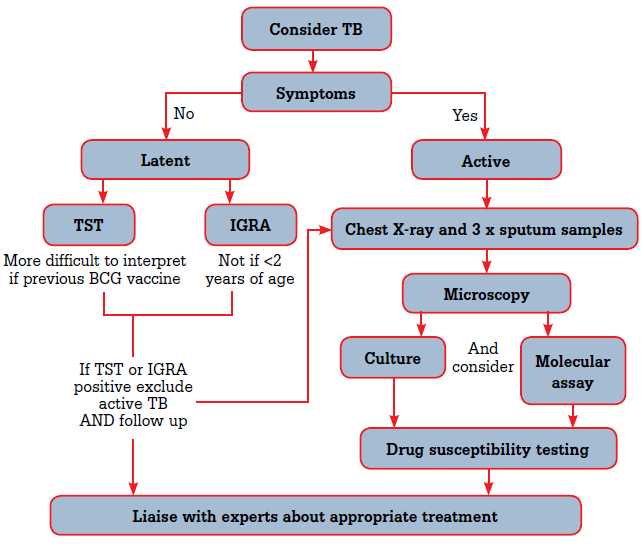 Consider TB
Symptoms
No
Yes
Latent
Active
TST
IGRA
More difficult to interpret
if previous BCG vaccine
Not if <2
years of age
Chest X-ray and 3 x sputum samples
Microscopy
Culture
And
consider
Molecular
assay
If TST or IGRA
positive exclude
active TB
AND follow up
Drug susceptibility testing
Liaise with experts about appropriate treatment